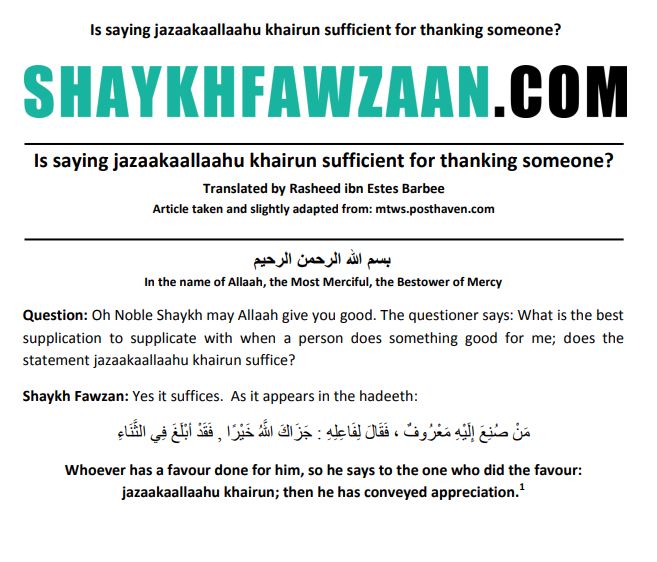 Is saying jazaakaallaahu khairun sufficient for thanking someone?
SHAYKHFAWZAAN.COM
Is saying jazaakaallaahu khairun sufficient for thanking someone?
Translated by Rasheed ibn Estes Barbee
Article taken and slightly adapted from: mtws.posthaven.com
بسم الله الرحمن الرحيم
In the name of Allaah, the Most Merciful, the Bestower of Mercy
Question: Oh Noble Shaykh may Allaah give you good. The questioner says: What is the best
supplication to supplicate with when a person does something good for me; does the
statement jazaakaallaahu khairun suffice?
Shaykh Fawzan: Yes it suffices. As it appears in the hadeeth:
مَنْ صُنِعَ إِلَيْهِ مَعْرُوفٌ ، فَقَالَ لِفَاعِلِهِ : جَزَاكَ اللَّهُ خَيْرًا , فَقَدْ أَبْلَغَ فِي الثَّنَاءِ
Whoever has a favour done for him, so he says to the one who did the favour:
jazaakaallaahu khairun; then he has conveyed appreciation.¹